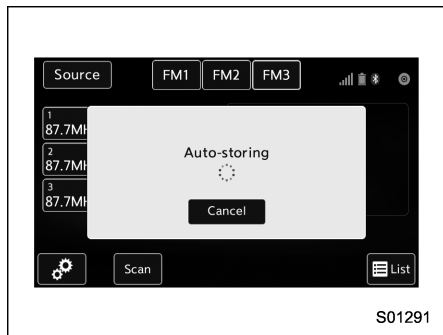 Source
FM1 FM2 FM3
1
87.7MH
2
87.7MH
3
87.7MH
Auto-storing
Cancel
Scan
List
S01291